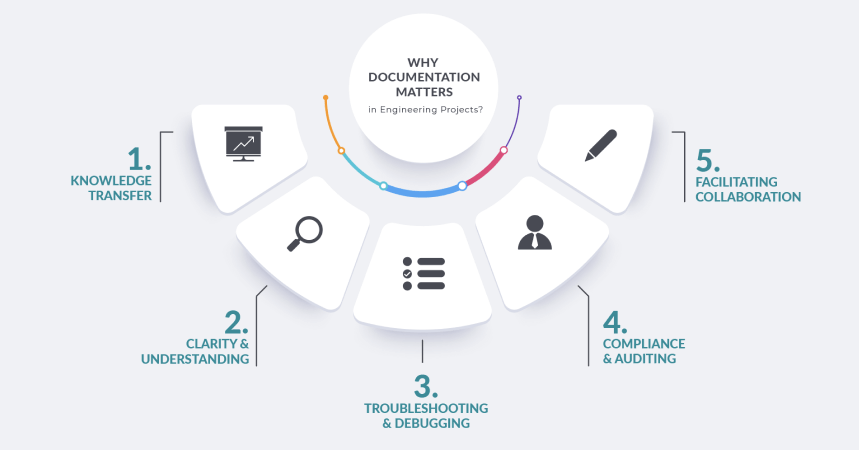 WHY
DOCUMENTATION
MATTERS
in Engineering Projects?
1.
KNOWLEDGE
TRANSFER
2.
CLARITY &
UNDERSTANDING
3.
TROUBLESHOOTING
& DEBUGGING
4.
COMPLIANCE
& AUDITING
5.
FACILITATING
COLLABORATION